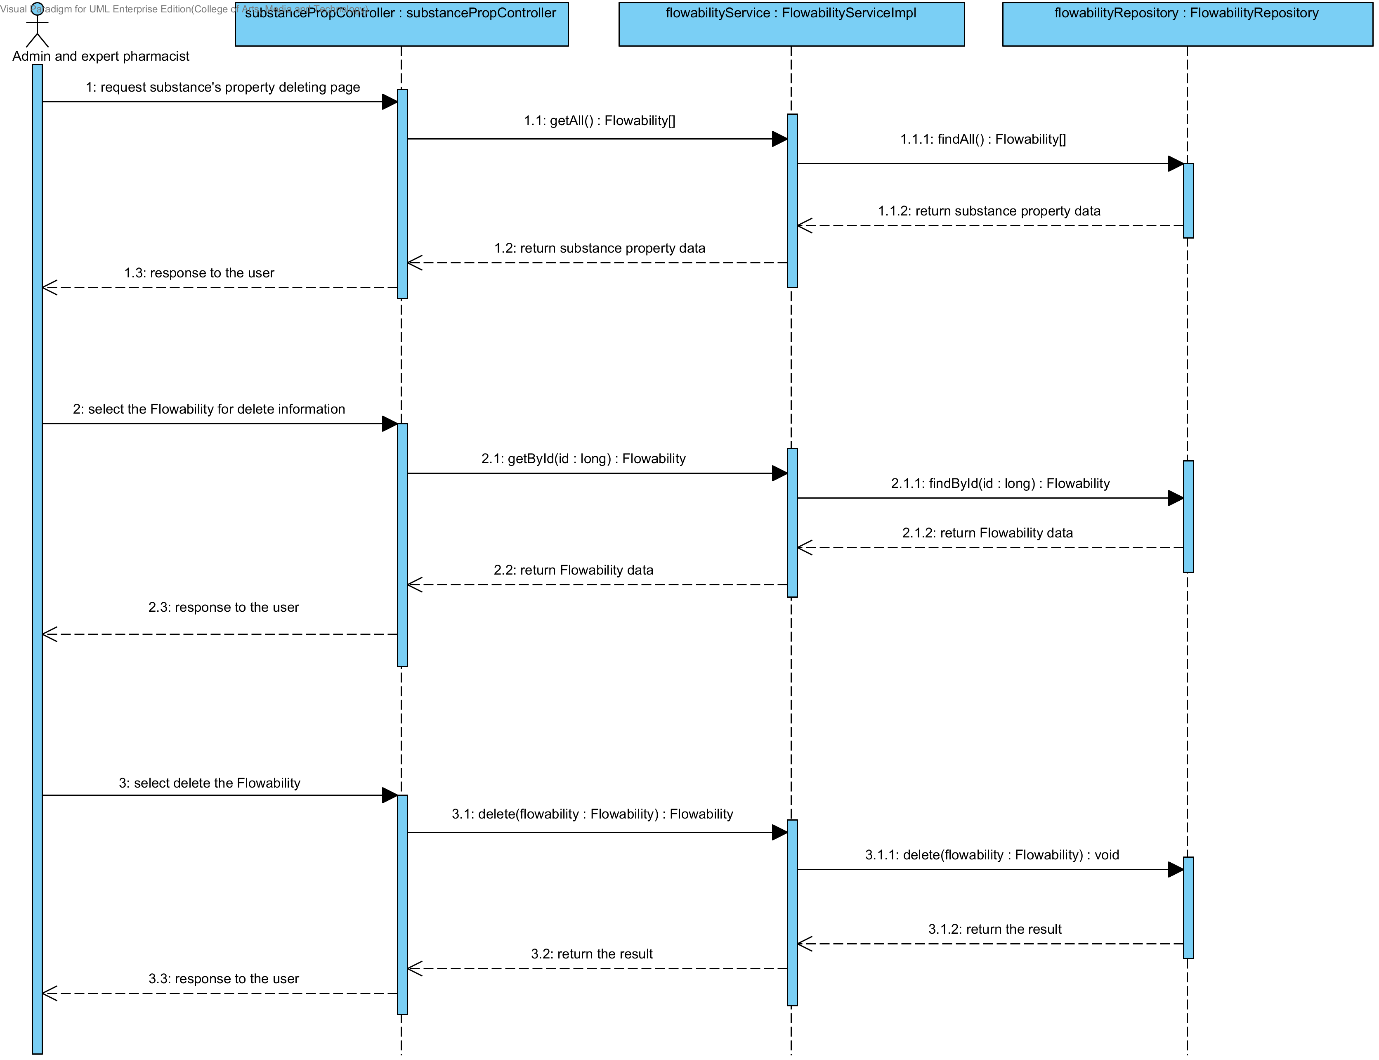 Visual Paradigm for UML Enterprise Edition(College of Arts, Media and Technology)
substancePropController : substancePropController
flowabilityService : FlowabilityServiceImpl
flowabilityRepository : FlowabilityRepository
Admin and expert pharmacist
1: request substance's property deleting page
1.1: getAll() : Flowability[]
1.1.1: findAll() : Flowability[]
1.1.2: return substance property data
1.2: return substance property data
1.3: response to the user
2: select the Flowability for delete information
2.1: getById(id : long) : Flowability
2.1.1: findById(id : long) : Flowability
2.1.2: return Flowability data
2.2: return Flowability data
2.3: response to the user
3: select delete the Flowability
3.1: delete(flowability : Flowability) : Flowability
3.1.1: delete(flowability : Flowability) : void
3.1.2: return the result
3.2: return the result
3.3: response to the user